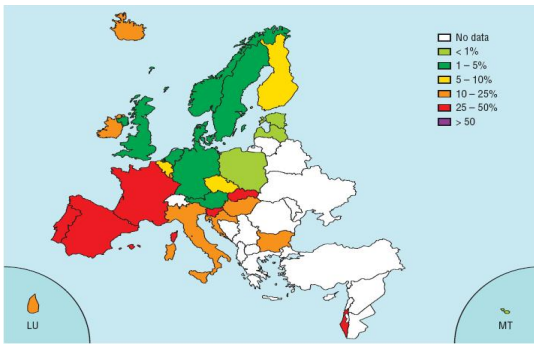 No data
< 1%
1 – 5%
5 – 10%
10 – 25%
25 – 50%
> 50
LU
MT